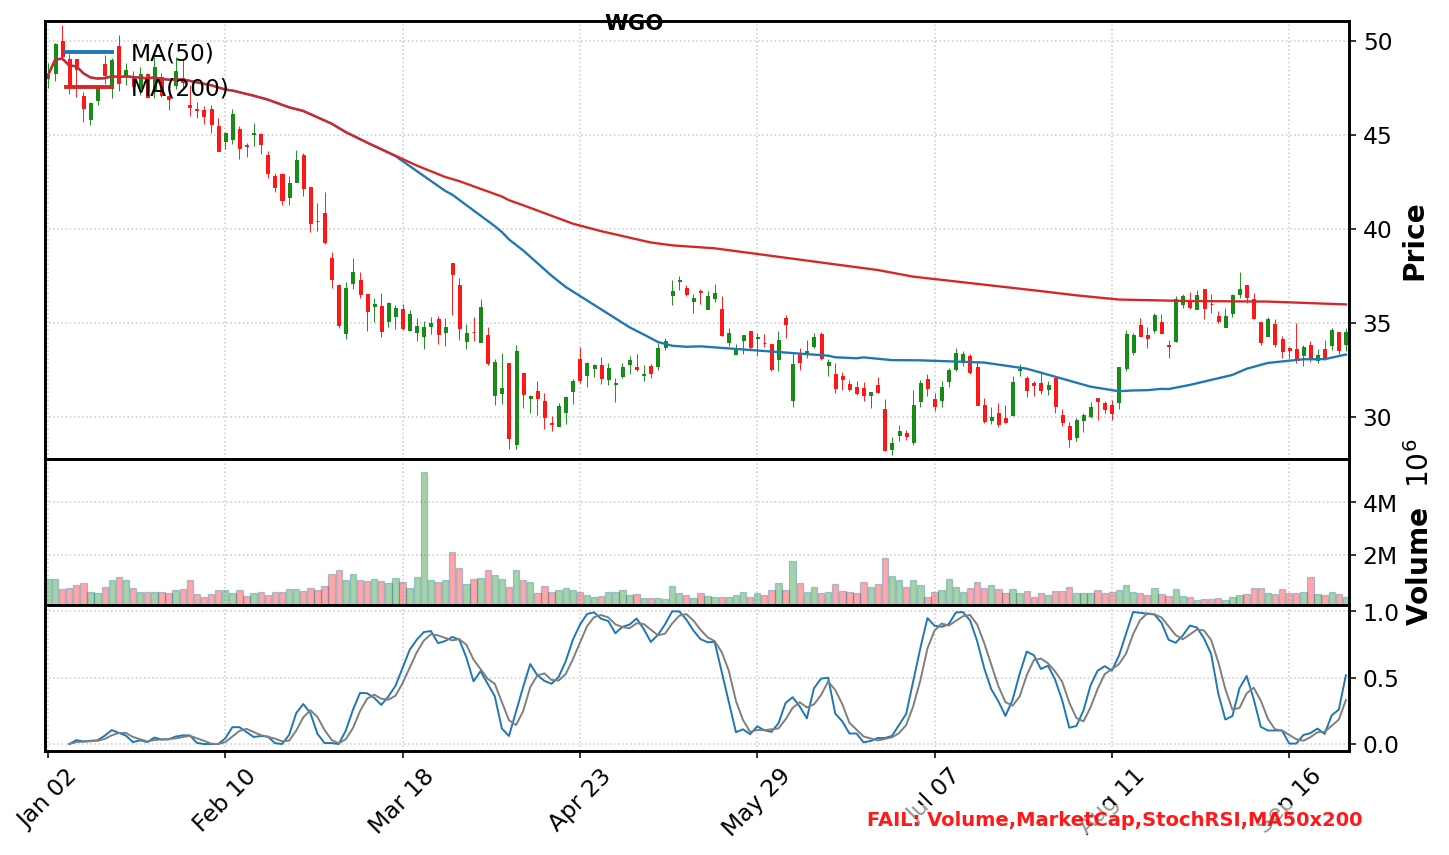 WGO
MA(50)
MA(200)
50
45
40
35
30
Price
10^6
4M
2M
Volume
1.0
0.5
0.0
Jan 02
Feb 10
Mar 18
Apr 23
May 29
Jul 07
Aug 11
Sep 16
FAIL: Volume,MarketCap,StochRSI,MA50x200